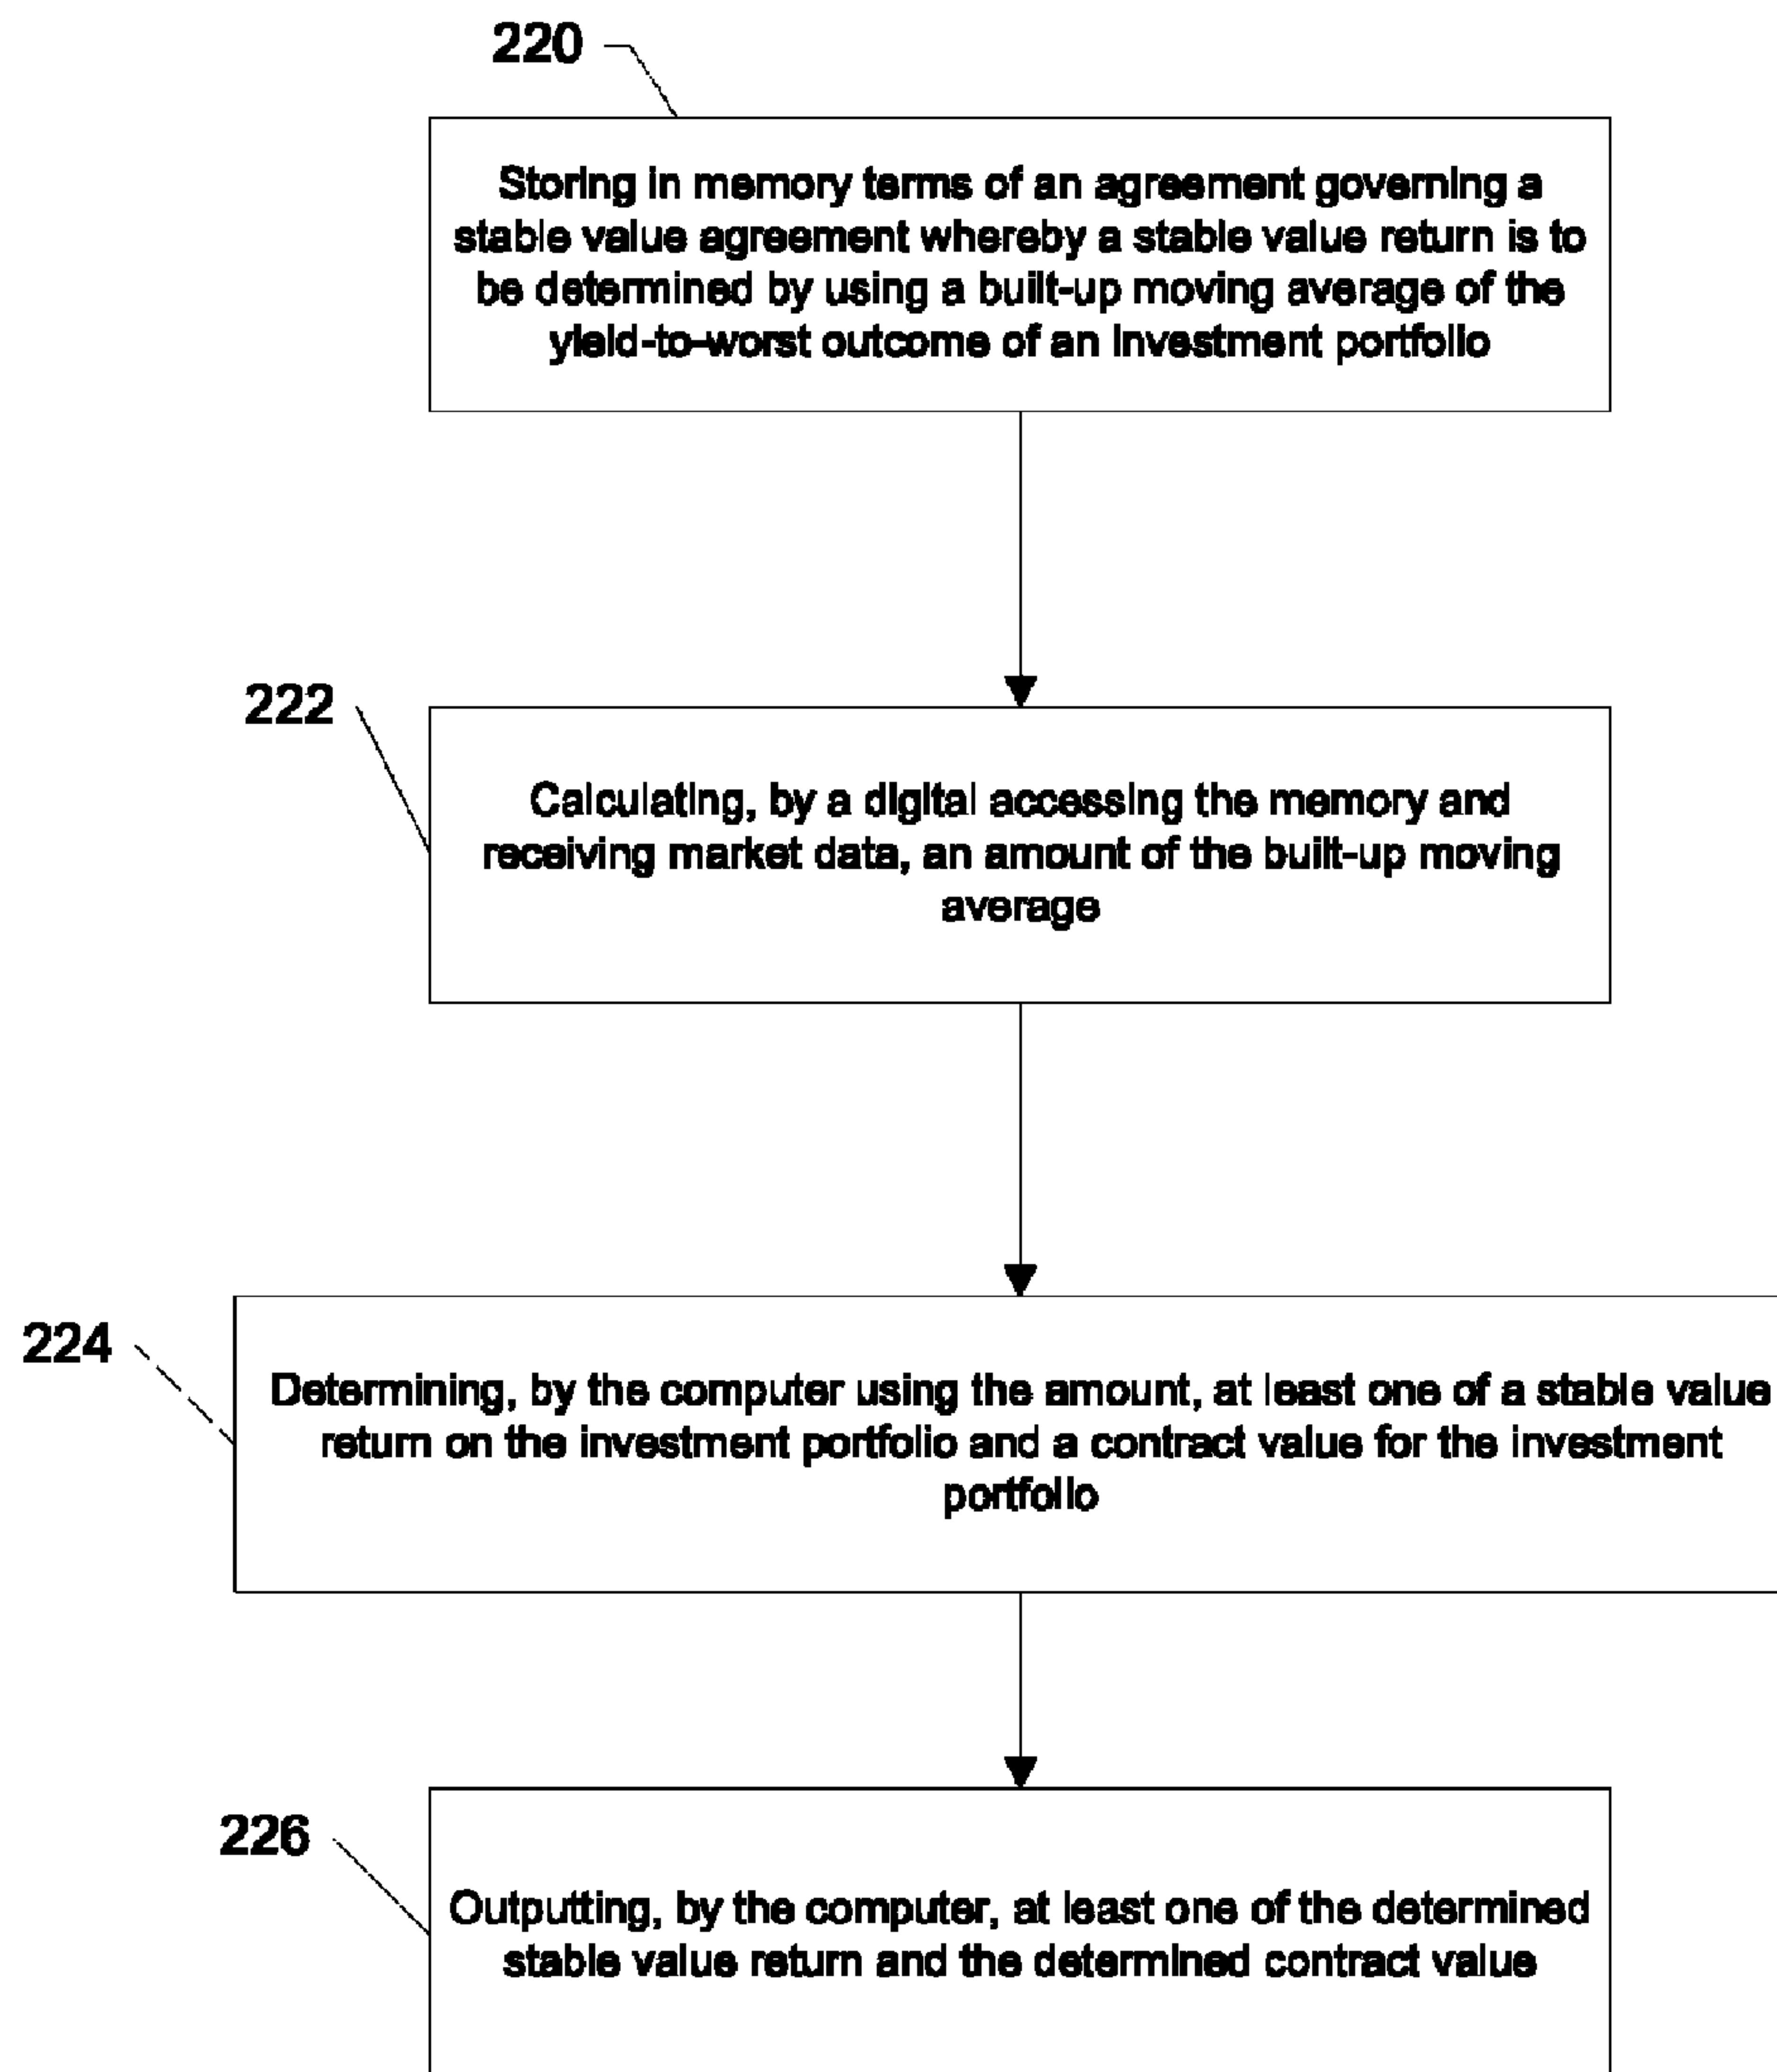 220
Storing in memory terms of an agreement governing a
stable value agreement whereby a stable value return is to
be determined by using a built-up moving average of the
yield-to-worst outcome of an investment portfolio
222
Calculating, by a digital accessing the memory and
receiving market data, an amount of the built-up moving
average
224
Determining, by the computer using the amount, at least one of a stable value
return on the investment portfolio and a contract value for the investment
portfolio
226
Outputting, by the computer, at least one of the determined
stable value return and the determined contract value